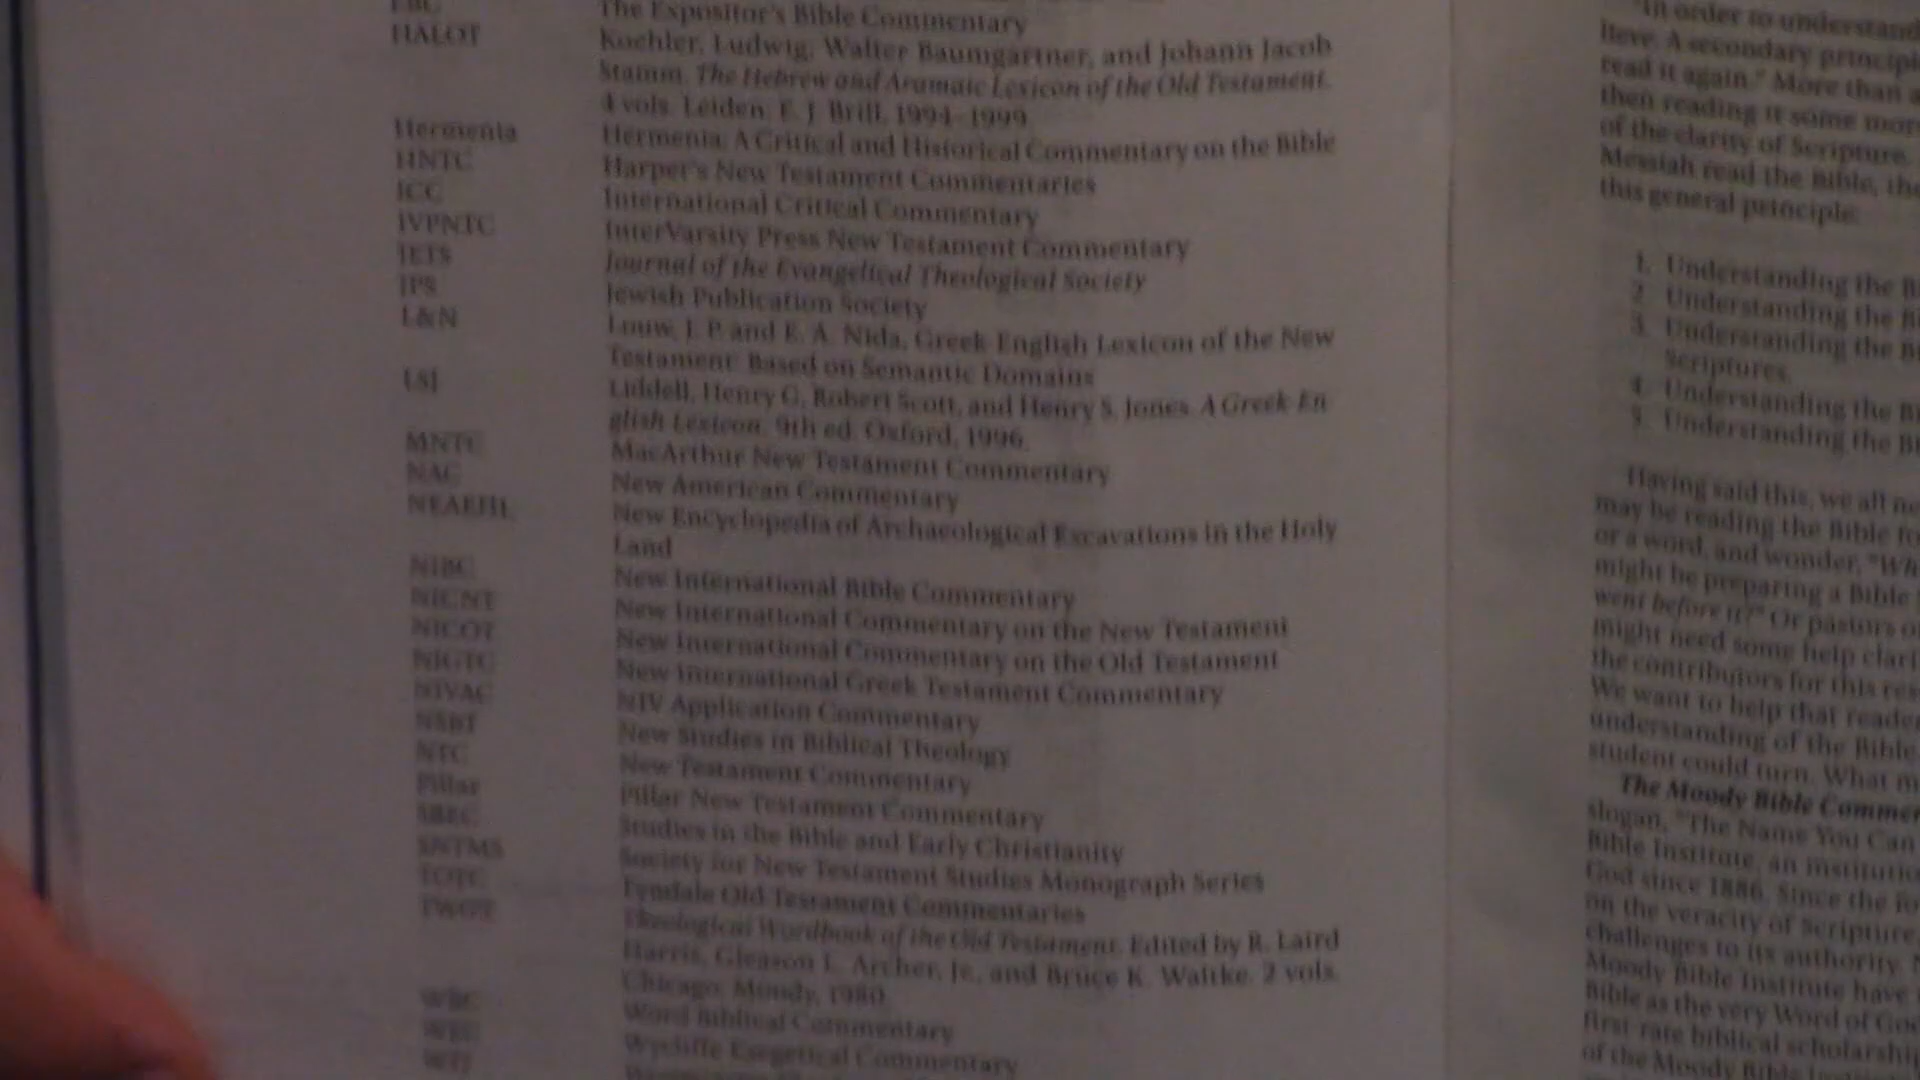 EBC The Expositor's Bible Commentary
HALOT Koehler, Ludwig, Walter Baumgartner, and Johann Jacob
Stamm. The Hebrew and Aramaic Lexicon of the Old Testament.
4 vols. Leiden: E. J. Brill, 1994–1999
Hermenia Hermenia: A Critical and Historical Commentary on the Bible
HNTC Harper's New Testament Commentaries
ICC International Critical Commentary
IVPNTC InterVarsity Press New Testament Commentary
JETS Journal of the Evangelical Theological Society
JPS Jewish Publication Society
L&N Louw, J. P. and E. A. Nida, Greek-English Lexicon of the New
Testament: Based on Semantic Domains
LSJ Liddell, Henry G, Robert Scott, and Henry S. Jones. A Greek-En
glish Lexicon. 9th ed. Oxford, 1996.
MNTC MacArthur New Testament Commentary
NAC New American Commentary
NEAEHL New Encyclopedia of Archaeological Excavations in the Holy
Land
NIBC New International Bible Commentary
NICNT New International Commentary on the New Testament
NICOT New International Commentary on the Old Testament
NIGTC New International Greek Testament Commentary
NIVAC NIV Application Commentary
NSBT New Studies in Biblical Theology
NTC New Testament Commentary
Pillar Pillar New Testament Commentary
SBEC Studies in the Bible and Early Christianity
SNTMS Society for New Testament Studies Monograph Series
TOTC Tyndale Old Testament Commentaries
TWOT Theological Wordbook of the Old Testament. Edited by R. Laird
Harris, Gleason L. Archer, Jr., and Bruce K. Waltke. 2 vols.
Chicago: Moody, 1980.
WBC Word Biblical Commentary
WEC Wycliffe Exegetical Commentary
WTJ
"In order to understand
lieve. A secondary principl
read it again." More than a
then reading it some mor
of the clarity of Scripture.
Messiah read the Bible, the
this general principle:
1. Understanding the B
2. Understanding the B
3. Understanding the B
Scriptures.
4. Understanding the B
5. Understanding the B
Having said this, we all ne
may be reading the Bible fo
or a word, and wonder, "Wh
might be preparing a Bible
went before it?" Or pastors o
might need some help clari
the contributors for this res
We want to help that reader
understanding of the Bible
student could turn. What m
The Moody Bible Commen
slogan, "The Name You Can
Bible Institute, an institutio
God since 1886. Since the fo
on the veracity of Scripture,
challenges to its authority.
Moody Bible Institute have
Bible as the very Word of God
first rate biblical scholarshi
of the Moody Bible Institute